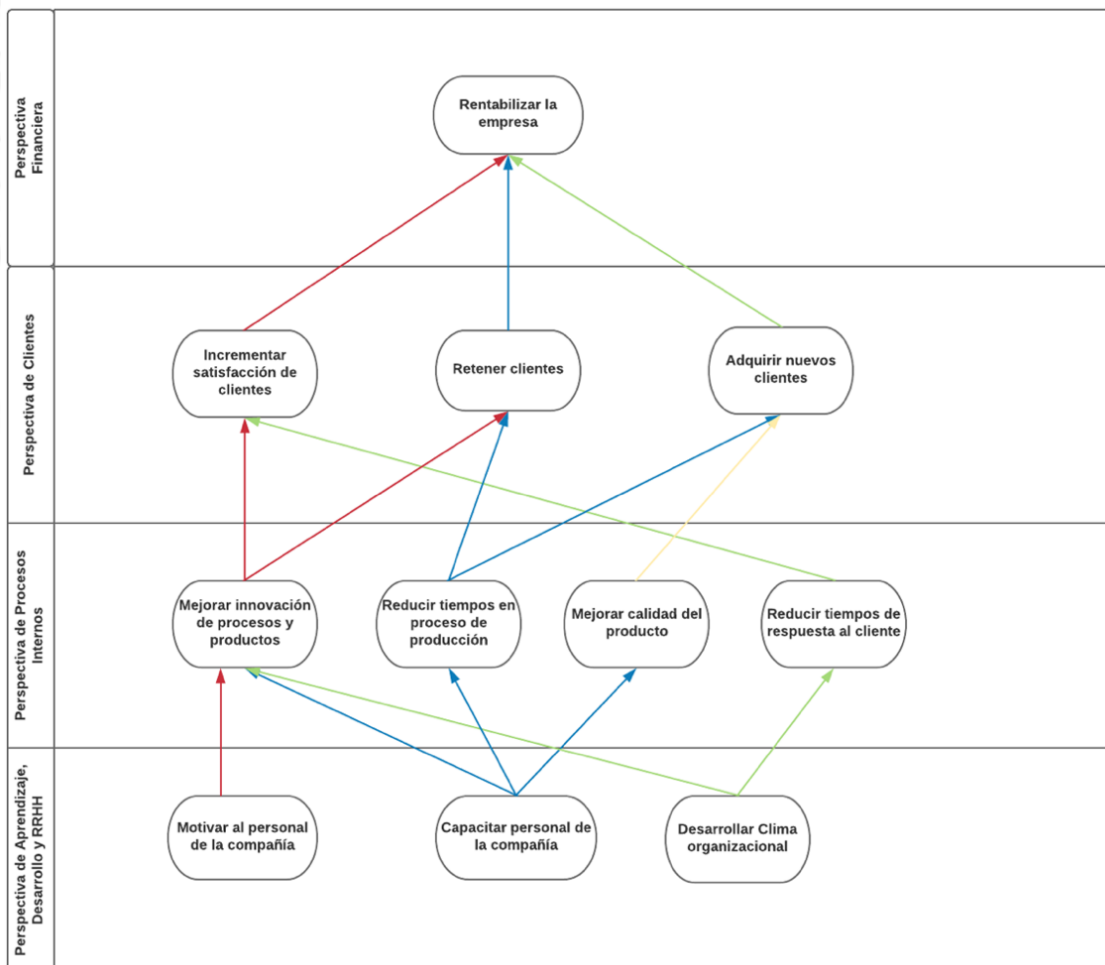 Perspectiva
Financiera
Rentabilizar la
empresa
Perspectiva de Clientes
Incrementar
satisfacción de
clientes
Retener clientes
Adquirir nuevos
clientes
Perspectiva de Procesos
Internos
Mejorar innovación
de procesos y
productos
Reducir tiempos en
proceso de
producción
Mejorar calidad del
producto
Reducir tiempos de
respuesta al cliente
Perspectiva de Aprendizaje,
Desarrollo y RRHH
Motivar al personal
de la compañía
Capacitar personal de
la compañía
Desarrollar Clima
organizacional